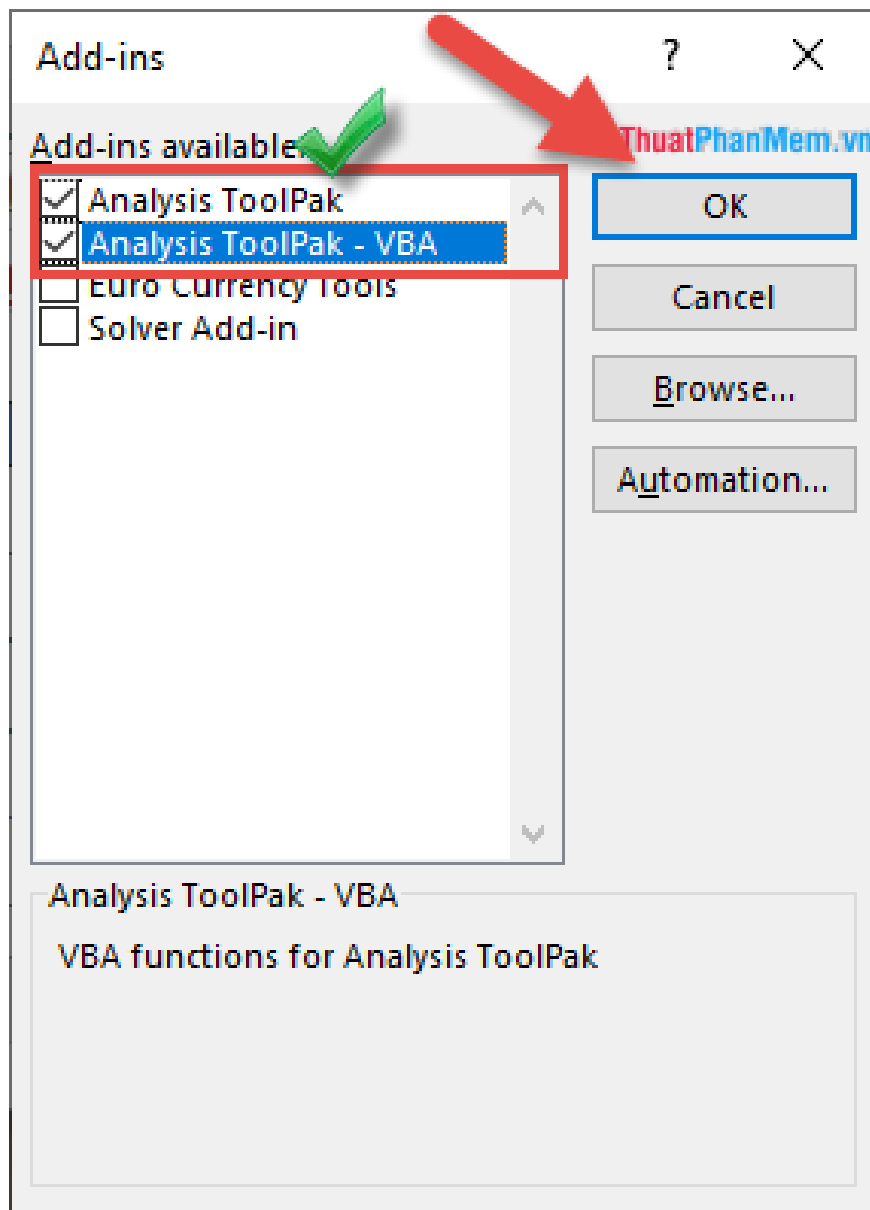 Add-ins
?
Add-ins available:
ThuatPhanMem.vn
Analysis ToolPak
Analysis ToolPak - VBA
Euro Currency Tools
Solver Add-in
OK
Cancel
Browse...
Automation...
Analysis ToolPak - VBA
VBA functions for Analysis ToolPak